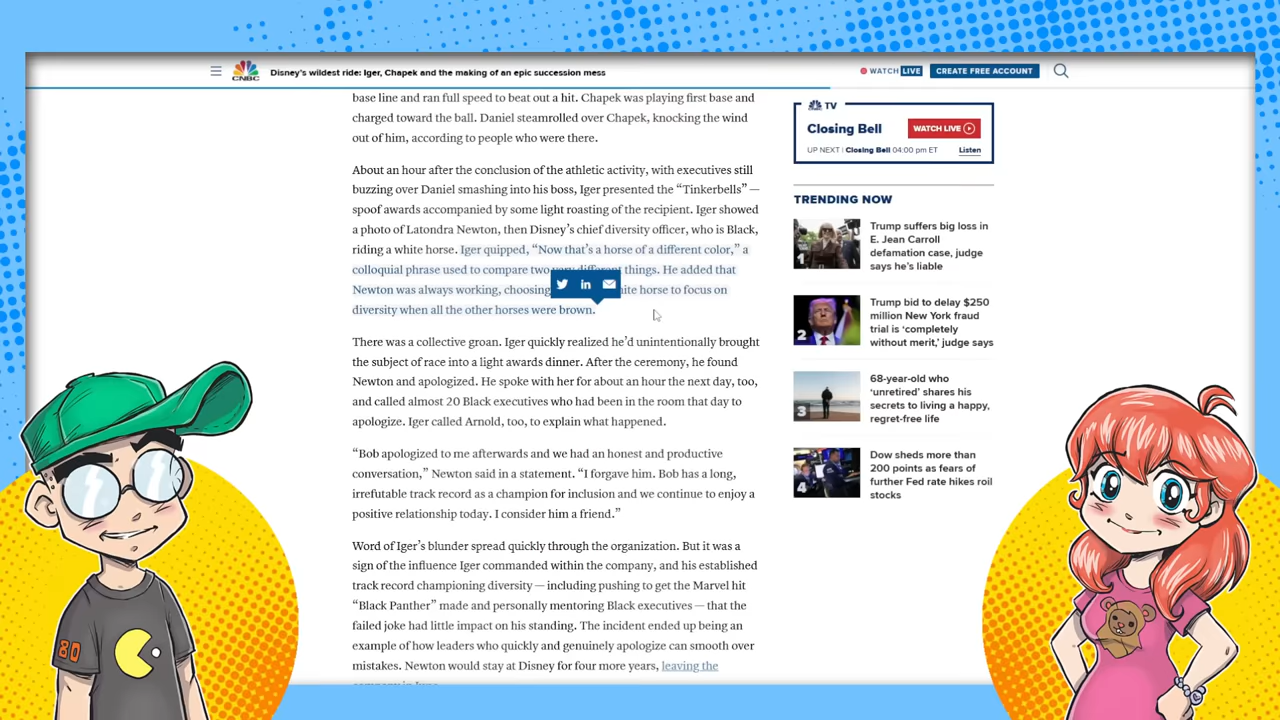 CNBC
Disney's wildest ride: Iger, Chapek and the making of an epic succession mess
WATCH LIVE
CREATE FREE ACCOUNT
base line and ran full speed to beat out a hit. Chapek was playing first base and
charged toward the ball. Daniel steamrolled over Chapek, knocking the wind
out of him, according to people who were there.
About an hour after the conclusion of the athletic activity, with executives still
buzzing over Daniel smashing into his boss, Iger presented the “Tinkerbells” —
spoof awards accompanied by some light roasting of the recipient. Iger showed
a photo of Latondra Newton, then Disney's chief diversity officer, who is Black,
riding a white horse. Iger quipped, “Now that's a horse of a different color,” a
colloquial phrase used to compare two very different things. He added that
Newton was always working, choosing
horse to focus on
diversity when all the other horses were brown.
There was a collective groan. Iger quickly realized he'd unintentionally brought
the subject of race into a light awards dinner. After the ceremony, he found
Newton and apologized. He spoke with her for about an hour the next day, too,
and called almost 20 Black executives who had been in the room that day to
apologize. Iger called Arnold, too, to explain what happened.
“Bob apologized to me afterwards and we had an honest and productive
conversation,” Newton said in a statement. “I forgave him. Bob has a long,
irrefutable track record as a champion for inclusion and we continue to enjoy a
positive relationship today. I consider him a friend.”
Word of Iger's blunder spread quickly through the organization. But it was a
sign of the influence Iger commanded within the company, and his established
track record championing diversity — including pushing to get the Marvel hit
“Black Panther” made and personally mentoring Black executives — that the
failed joke had little impact on his standing. The incident ended up being an
example of how leaders who quickly and genuinely apologize can smooth over
mistakes. Newton would stay at Disney for four more years, leaving the
TV
Closing Bell
WATCH LIVE
UP NEXT | Closing Bell 04:00 pm ET
Listen
TRENDING NOW
1
Trump suffers big loss in
E. Jean Carroll
defamation case, judge
says he's liable
2
Trump bid to delay $250
million New York fraud
trial is ‘completely
without merit,’ judge says
3
68-year-old who
‘unretired’ shares his
secrets to living a happy,
regret-free life
4
Dow sheds more than
200 points as fears of
further Fed rate hikes roil
stocks
80